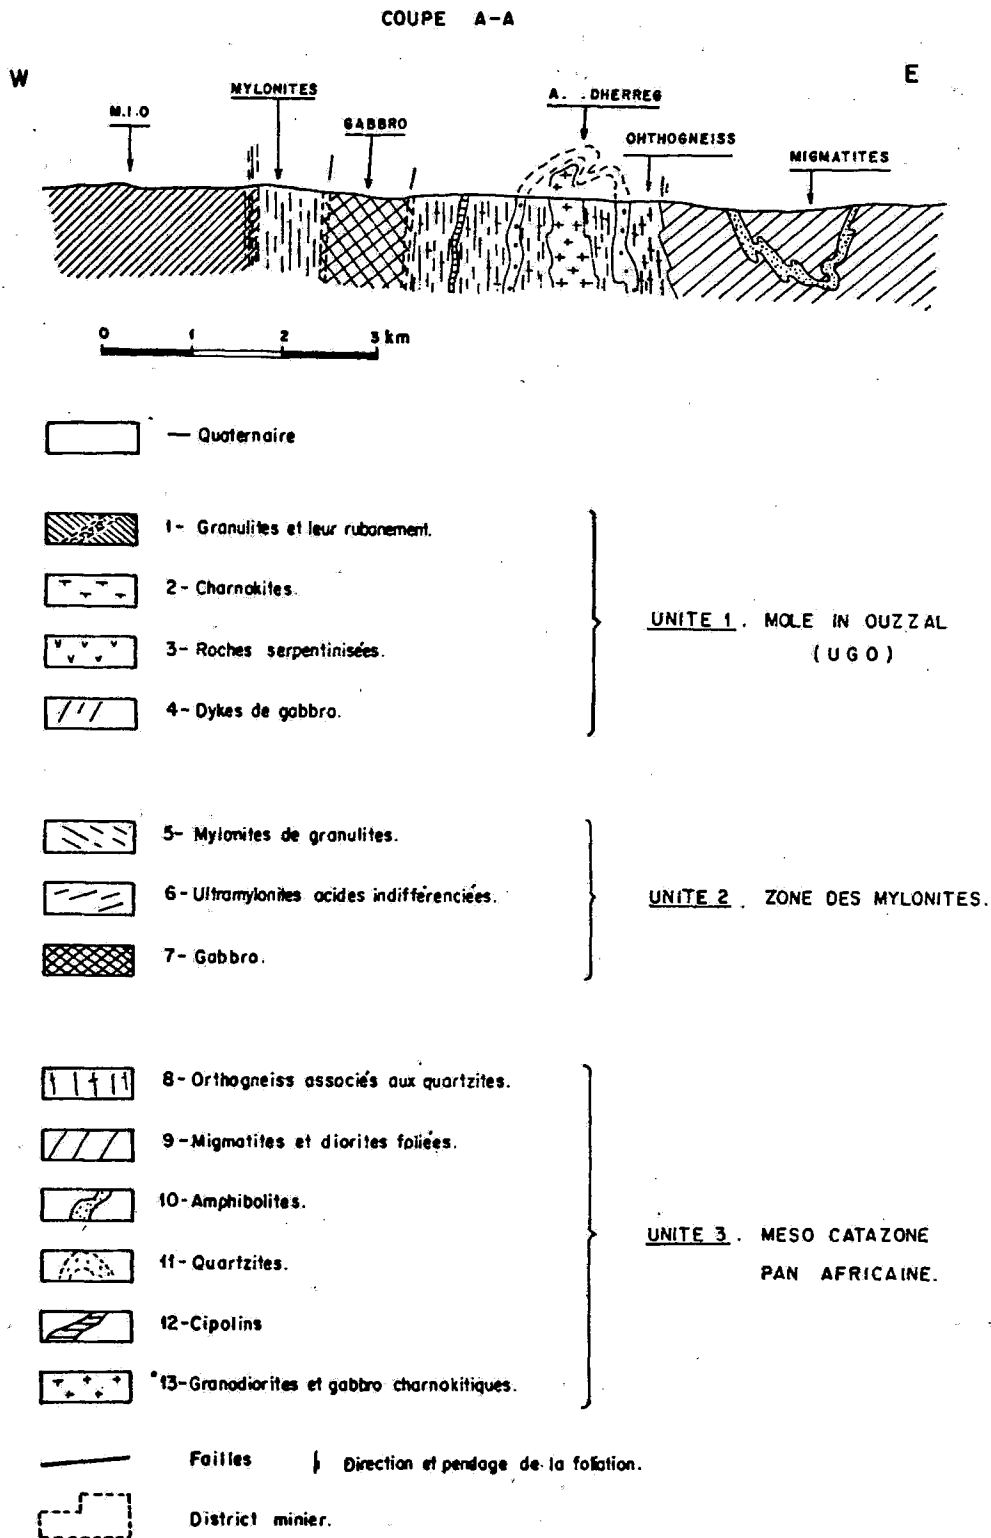 COUPE A-A
W
E
MYLONITES
M.I.O
GABBRO
A. . .DHERREG
OHTHOGNEISS
MIGMATITES
0 1 2 3 km
— Quaternaire
1- Granulites et leur rubanement.
2- Charnokites.
3- Roches serpentinisées.
4- Dykes de gabbro.
UNITE 1. MOLE IN OUZZAL
(UGO)
5- Mylonites de granulites.
6- Ultramylonites acides indifférenciées.
7- Gabbro.
UNITE 2. ZONE DES MYLONITES.
8- Orthogneiss associés aux quartzites.
9- Migmatites et diorites foliées.
10- Amphibolites.
11- Quartzites.
12- Cipolins
13- Granodiorites et gabbro charnokitiques.
UNITE 3. MESO CATAZONE
PAN AFRICAINE.
Failles
Direction et pendage de la foliation.
District minier.